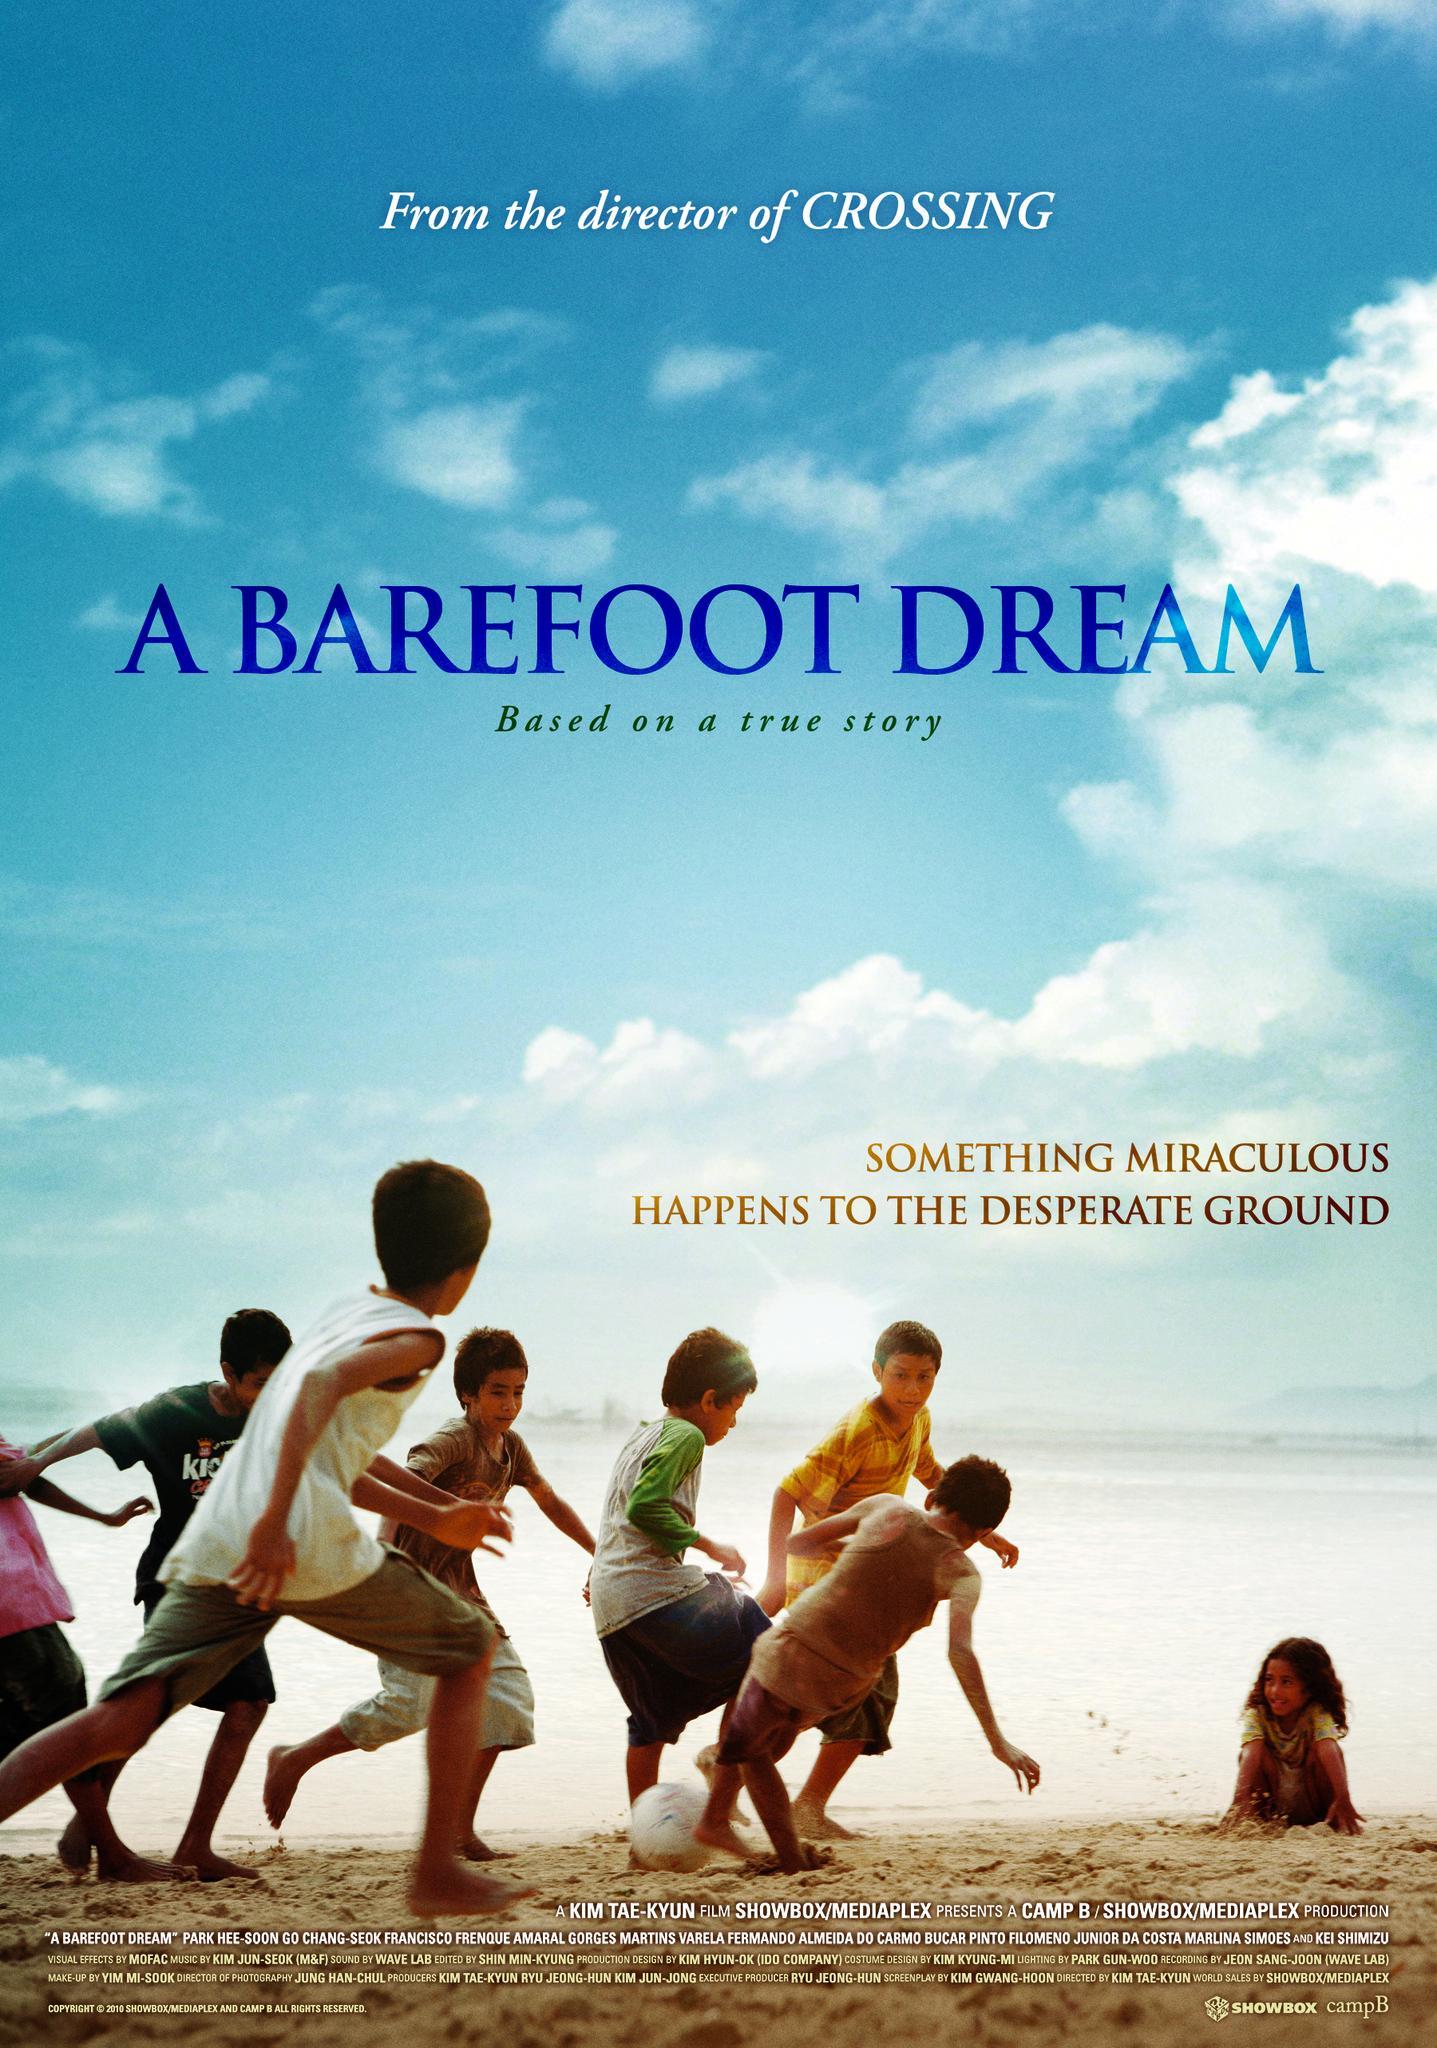 From the director of CROSSING
A BAREFOOT DREAM
Based on a true story
SOMETHING MIRACULOUS
HAPPENS TO THE DESPERATE GROUND
A KIM TAE-KYUN FILM SHOWBOX/MEDIAPLEX PRESENTS A CAMP B / SHOWBOX/MEDIAPLEX PRODUCTION
"A BAREFOOT DREAM" PARK HEE-SOON GO CHANG-SEOK FRANCISCO FRENQUE AMARAL GORGES MARTINS VARELA FERMANDO ALMEIDA DO CARMO BUCAR PINTO FILOMENO JUNIOR DA COSTA MARLINA SIMOES AND KEI SHIMIZU
VISUAL EFFECTS BY MOFAC MUSIC BY KIM JUN-SEOK (M&F) SOUND BY WAVE LAB EDITED BY SHIN MIN-KYUNG PRODUCTION DESIGN BY KIM HYUN-OK (IDO COMPANY) COSTUME DESIGN BY KIM KYUNG-MI LIGHTING BY PARK GUN-WOO RECORDING BY JEON SANG-JOON (WAVE LAB)
MAKE-UP BY YIM MI-SOOK DIRECTOR OF PHOTOGRAPHY JUNG HAN-CHUL PRODUCERS KIM TAE-KYUN RYU JEONG-HUN KIM JUN-JONG EXECUTIVE PRODUCER RYU JEONG-HUN SCREENPLAY BY KIM GWANG-HOON DIRECTED BY KIM TAE-KYUN WORLD SALES BY SHOWBOX/MEDIAPLEX
COPYRIGHT © 2010 SHOWBOX/MEDIAPLEX AND CAMP B ALL RIGHTS RESERVED.
SHOWBOX campB